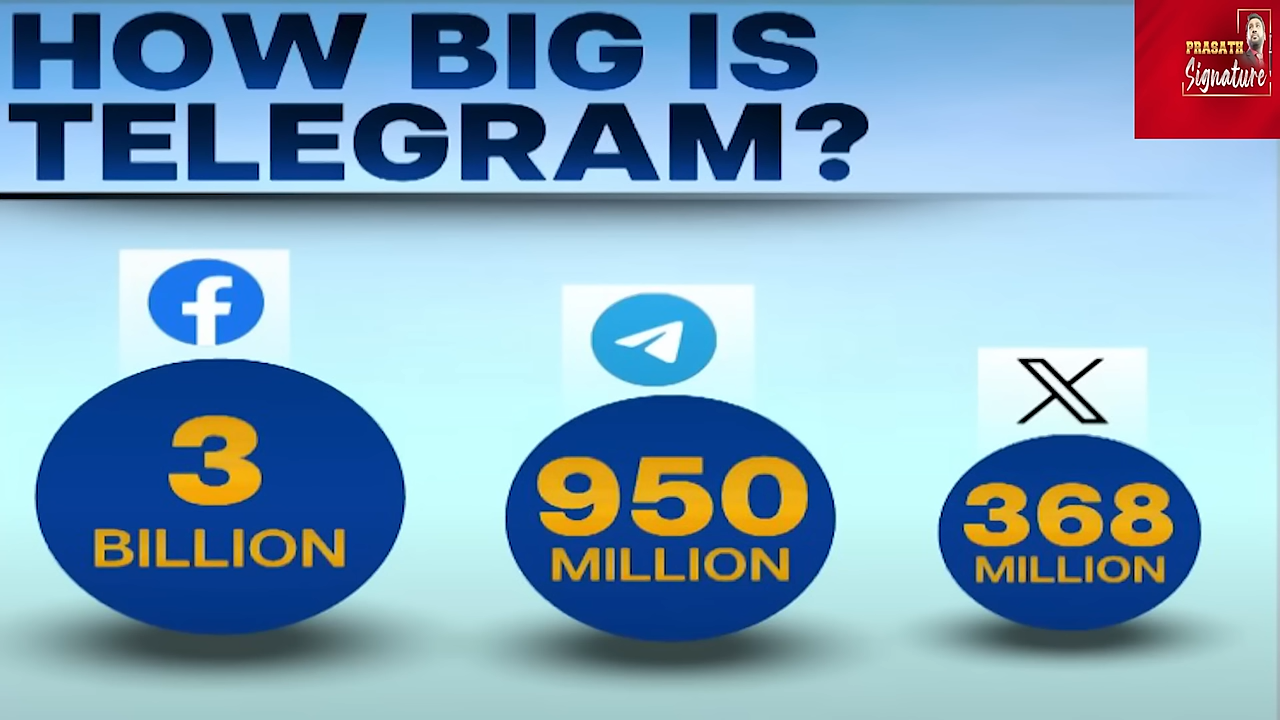 HOW BIG IS
TELEGRAM?
PRASATH
Signature
3
BILLION
950
MILLION
368
MILLION